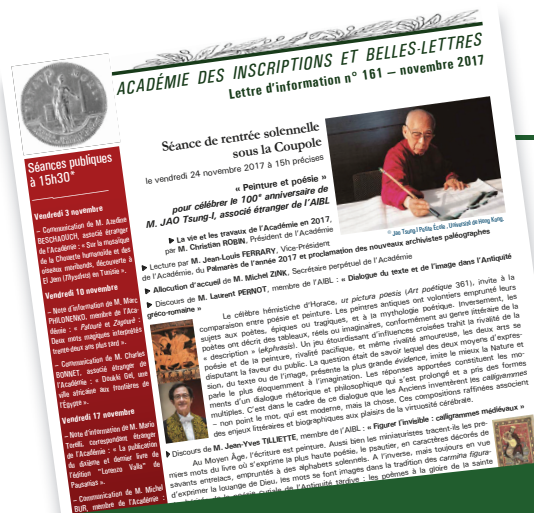 ACADÉMIE DES INSCRIPTIONS ET BELLES-LETTRES
Lettre d'information n° 161 – novembre 2017
Séances publiques
à 15h30*
Vendredi 3 novembre
– Communication de M. Azedine
BESCHAOUCH, associé étranger
de l'Académie : « Sur la mosaïque
de la Chouette humanoïde et des
oiseaux moribonds, découverte à
El Jem (Thysdrus) en Tunisie ».
Vendredi 10 novembre
– Note d'information de M. Marc
PHILONENKO, membre de l'Aca-
démie : « Patauré et Zagouré :
Deux mots magiques interpolés
trente-deux ans plus tard ».
– Communication de M. Charles
BONNET, associé étranger de
l'Académie : « Doukki Gel, une
ville africaine aux frontières de
l'Égypte ».
Vendredi 17 novembre
– Note d'information de M. Mario
Torelli, correspondant étranger
de l'Académie : « La publication
du dixième et dernier livre de
l'édition "Lorenzo Valla" de
Pausanias ».
– Communication de M. Michel
BUR, membre de l'Académie :
Séance de rentrée solennelle
sous la Coupole
le vendredi 24 novembre 2017 à 15h précises
« Peinture et poésie »
pour célébrer le 100e anniversaire de
M. JAO Tsung-I, associé étranger de l'AIBL
© Jao Tsung-I Petite École, Université de Hong Kong.
▶ La vie et les travaux de l'Académie en 2017,
par M. Christian ROBIN, Président de l'Académie
▶ Lecture par M. Jean-Louis FERRARY, Vice-Président
de l'Académie, du Palmarès de l'année 2017 et proclamation des nouveaux archivistes paléographes
▶ Allocution d'accueil de M. Michel ZINK, Secrétaire perpétuel de l'Académie
▶ Discours de M. Laurent PERNOT, membre de l'AIBL : « Dialogue du texte et de l'image dans l'Antiquité
gréco-romaine »
Le célèbre hémistiche d'Horace, ut pictura poesis (Art poétique 361), invite à la
comparaison entre poésie et peinture. Les peintres antiques ont volontiers emprunté leurs
sujets aux poètes, épiques ou tragiques, et à la mythologie poétique. Inversement, les
poètes ont décrit des tableaux, réels ou imaginaires, conformément au genre littéraire de la
« description » (ekphrasis). Un jeu étourdissant d'influences croisées trahit la rivalité de la
poésie et de la peinture, rivalité pacifique, et même rivalité amoureuse, les deux arts se
disputant la faveur du public. La question était de savoir lequel des deux moyens d'expres-
sion, du texte ou de l'image, présente la plus grande évidence, imite le mieux la Nature et
parle le plus éloquemment à l'imagination. Les réponses apportées constituent les mo-
ments d'un dialogue rhétorique et philosophique qui s'est prolongé et a pris des formes
multiples. C'est dans le cadre de ce dialogue que les Anciens inventèrent les calligrammes
– non point le mot, qui est moderne, mais la chose. Ces compositions raffinées associent
des enjeux littéraires et biographiques aux plaisirs de la virtuosité cérébrale.
▶ Discours de M. Jean-Yves TILLIETTE, membre de l'AIBL : « Figurer l'invisible : calligrammes médiévaux »
Au Moyen Âge, l'écriture est peinture. Aussi bien les miniaturistes tracent-ils les pre-
miers mots du livre où s'exprime la plus haute poésie, le psautier, en caractères décorés de
savants entrelacs, empruntés à des alphabets solennels. À l'inverse, mais toujours en vue
d'exprimer la louange de Dieu, les mots se font images dans la tradition des carmina figura-
de la poésie curiale de l'Antiquité tardive : les poèmes à la gloire de la sainte